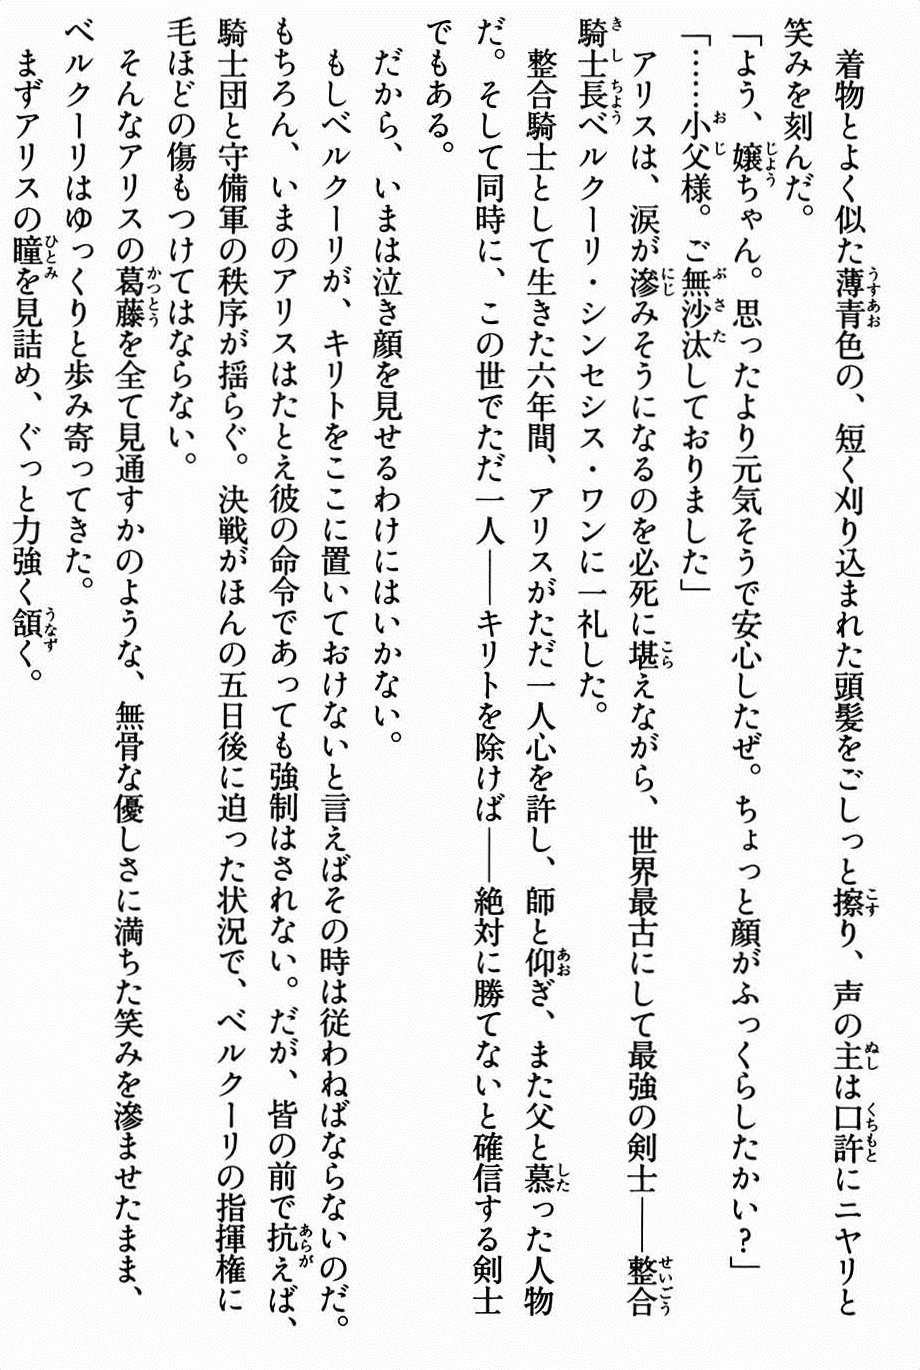 着物とよく似た薄青色の、短く刈り込まれた頭髪をごしっと擦り、声の主は口許にニヤリと
笑みを刻んだ。
「よう、嬢ちゃん。思ったより元気そうで安心したぜ。ちょっと顔がふっくらしたかい？」
「……小父様。ご無沙汰しておりました」
アリスは、涙が滲みそうになるのを必死に堪えながら、世界最古にして最強の剣士――整合
騎士長ベルクーリ・シンセシス・ワンに一礼した。
整合騎士として生きた六年間、アリスがただ一人心を許し、師と仰ぎ、また父と慕った人物
だ。そして同時に、この世でただ一人――キリトを除けば――絶対に勝てないと確信する剣士
でもある。
だから、いまは泣き顔を見せるわけにはいかない。
もしベルクーリが、キリトをここに置いておけないと言えばその時は従わねばならないのだ。
もちろん、いまのアリスはたとえ彼の命令であっても強制はされない。だが、皆の前で抗えば、
騎士団と守備軍の秩序が揺らぐ。決戦がほんの五日後に迫った状況で、ベルクーリの指揮権に
毛ほどの傷もつけてはならない。
そんなアリスの葛藤を全て見通すかのような、無骨な優しさに満ちた笑みを滲ませたまま、
ベルクーリはゆっくりと歩み寄ってきた。
まずアリスの瞳を見詰め、ぐっと力強く頷く。